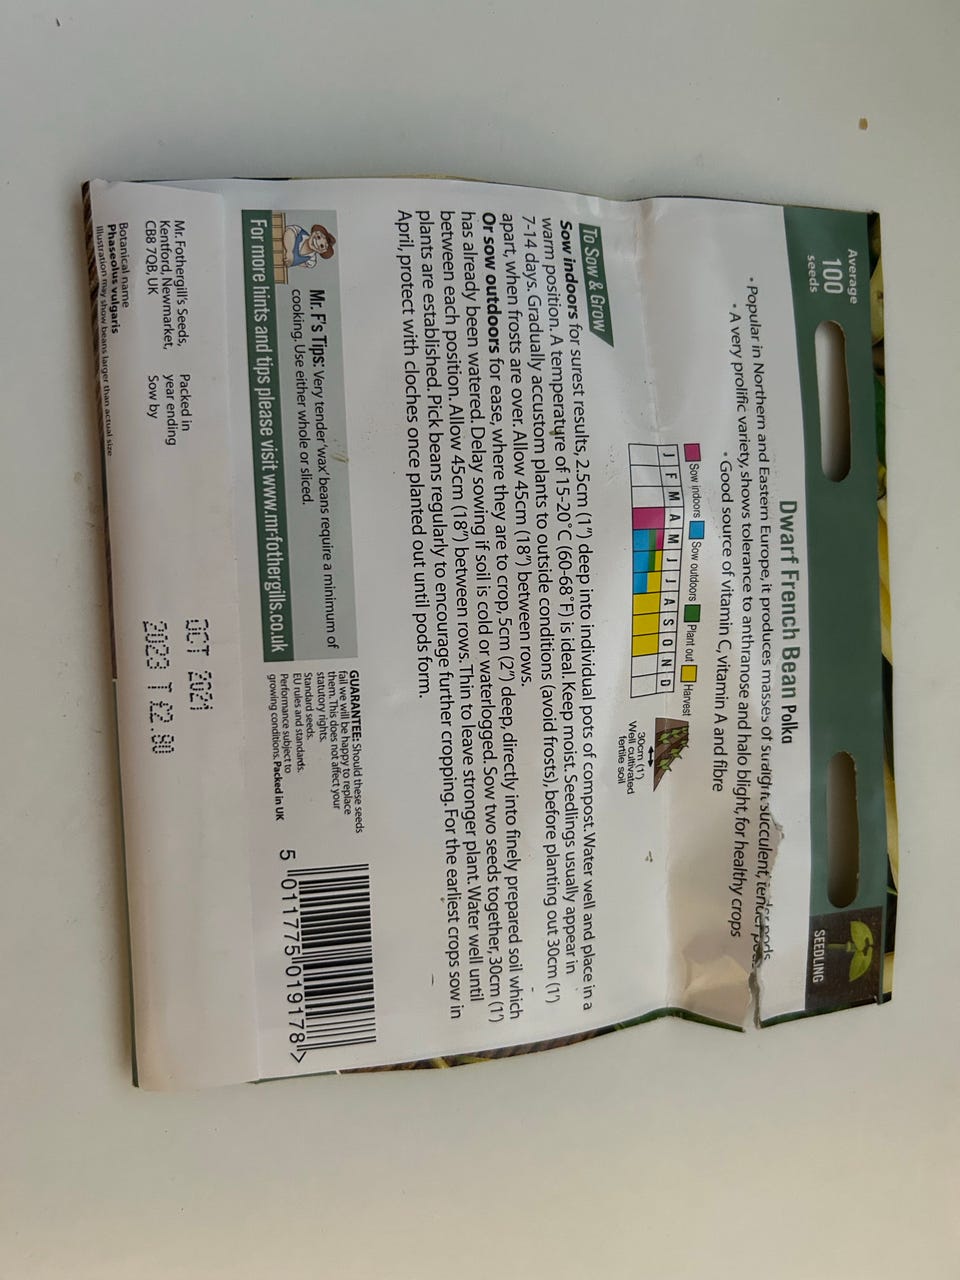 Average
100
seeds
SEEDLING
Dwarf French Bean Polka
• Popular in Northern and Eastern Europe, it produces masses of straight, succulent, tender pods
• A very prolific variety, shows tolerance to anthranose and halo blight, for healthy crops
• Good source of vitamin C, vitamin A and fibre
Sow indoors Sow outdoors Plant out Harvest
J F M A M J J A S O N D
30cm (1')
Well cultivated
fertile soil
To Sow & Grow
Sow indoors for surest results, 2.5cm (1") deep into individual pots of compost. Water well and place in a
warm position. A temperature of 15-20°C (60-68°F) is ideal. Keep moist. Seedlings usually appear in
7-14 days. Gradually accustom plants to outside conditions (avoid frosts), before planting out 30cm (1')
apart, when frosts are over. Allow 45cm (18") between rows.
Or sow outdoors for ease, where they are to crop, 5cm (2") deep, directly into finely prepared soil which
has already been watered. Delay sowing if soil is cold or waterlogged. Sow two seeds together, 30cm (1')
between each position. Allow 45cm (18") between rows. Thin to leave stronger plant. Water well until
plants are established. Pick beans regularly to encourage further cropping. For the earliest crops sow in
April, protect with cloches once planted out until pods form.
Mr. F's Tips: Very tender 'wax' beans require a minimum of
cooking. Use either whole or sliced.
For more hints and tips please visit www.mr-fothergills.co.uk
GUARANTEE: Should these seeds
fail we will be happy to replace
them. This does not affect your
statutory rights.
Standard seeds.
EU rules and standards.
Performance subject to
growing conditions. Packed in UK
5 011775 019178 >
Mr. Fothergill's Seeds,
Kentford, Newmarket,
CB8 7QB, UK
Packed in
year ending
Sow by
OCT 2021
2023 T £2.90
Botanical name
Phaseolus vulgaris
Illustration may show beans larger than actual size